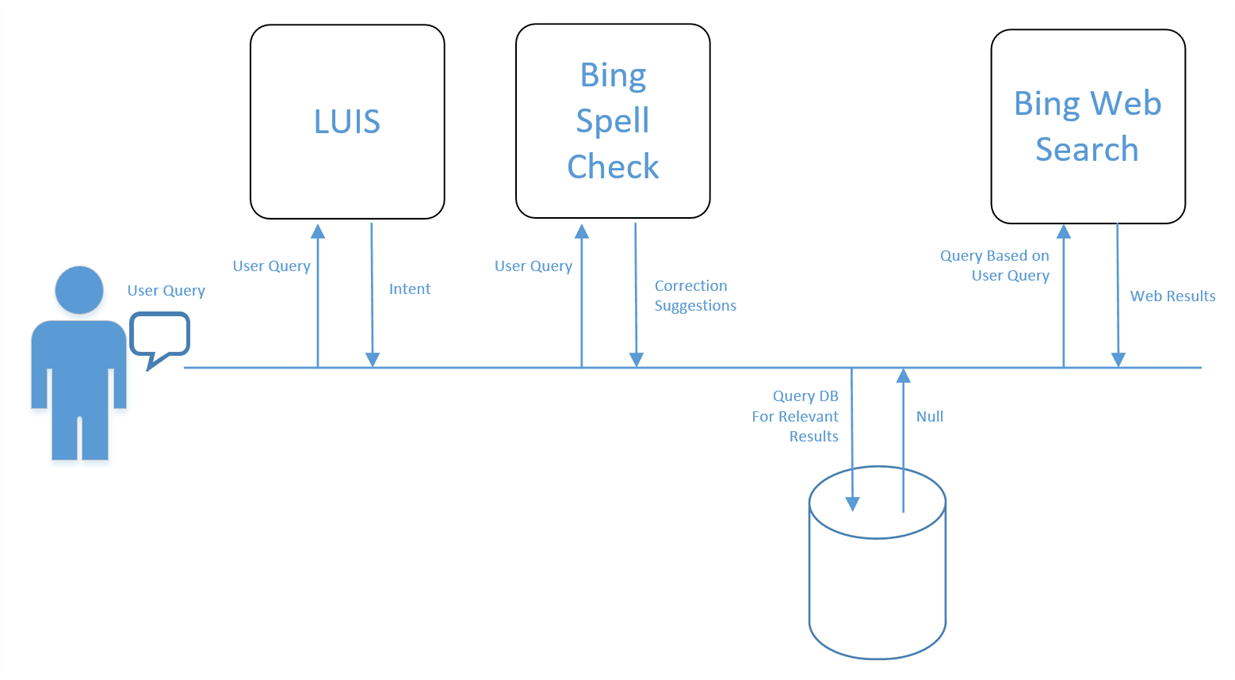 LUIS
Bing
Spell
Check
Bing Web
Search
User Query
User Query
Intent
User Query
Correction
Suggestions
Query Based on
User Query
Web Results
Query DB
For Relevant
Results
Null